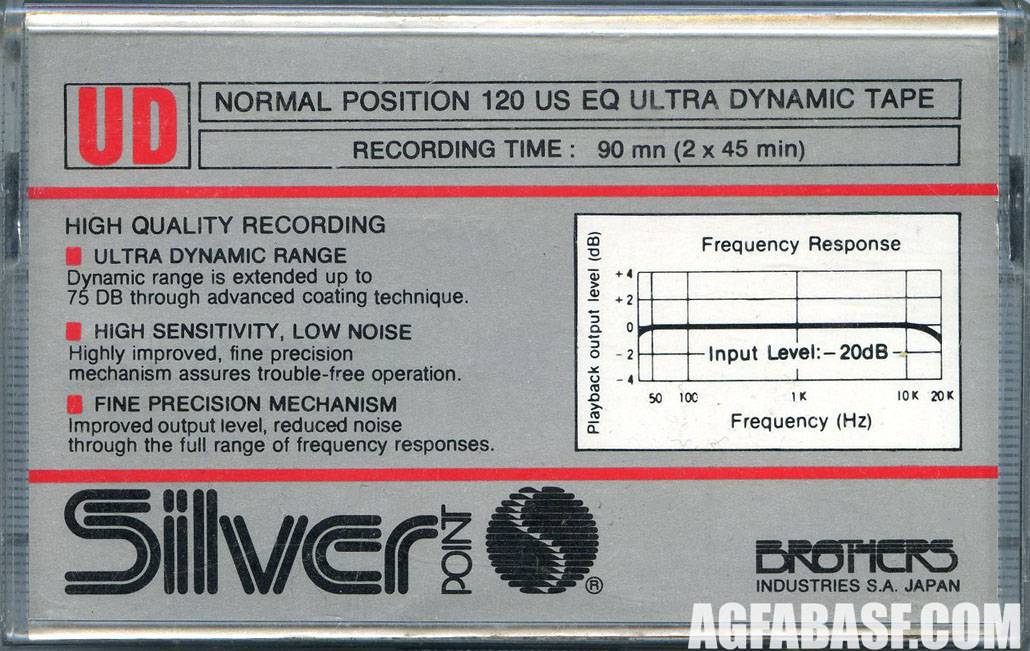 UD
NORMAL POSITION 120 US EQ ULTRA DYNAMIC TAPE
RECORDING TIME : 90 mn (2 x 45 min)
HIGH QUALITY RECORDING
ULTRA DYNAMIC RANGE
Dynamic range is extended up to
75 DB through advanced coating technique.
HIGH SENSITIVITY, LOW NOISE
Highly improved, fine precision
mechanism assures trouble-free operation.
FINE PRECISION MECHANISM
Improved output level, reduced noise
through the full range of frequency responses.
Frequency Response
Playback output level (dB)
+4
+2
0
-2
-4
Input Level:-20dB
50 100 1K 10K 20K
Frequency (Hz)
Silver POINT ®
BROTHERS
INDUSTRIES S.A. JAPAN
AGFABASF.COM